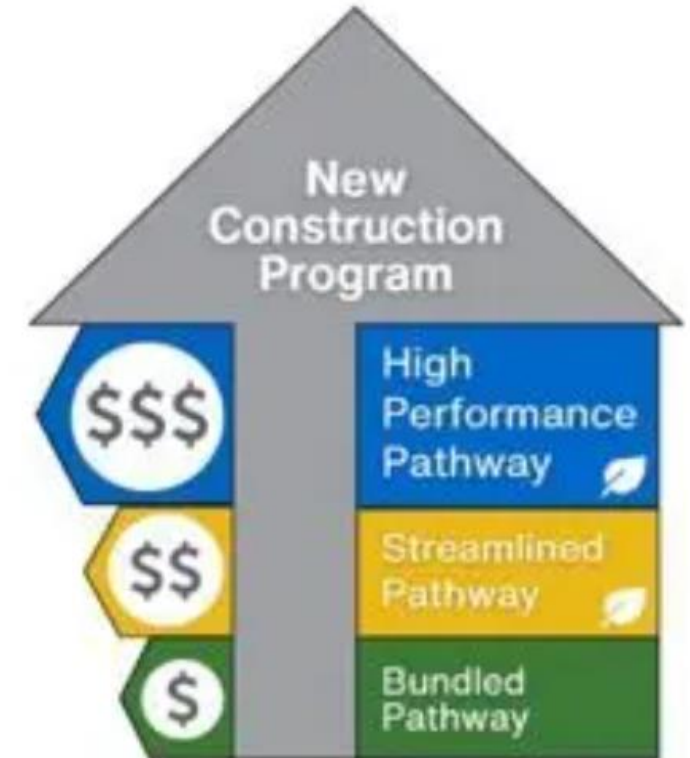 New
Construction
Program
$$$
High
Performance
Pathway
$$
Streamlined
Pathway
$
Bundled
Pathway